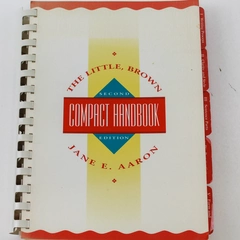 THE LITTLE, BROWN
SECOND
COMPACT HANDBOOK
EDITION
JANE E. AARON